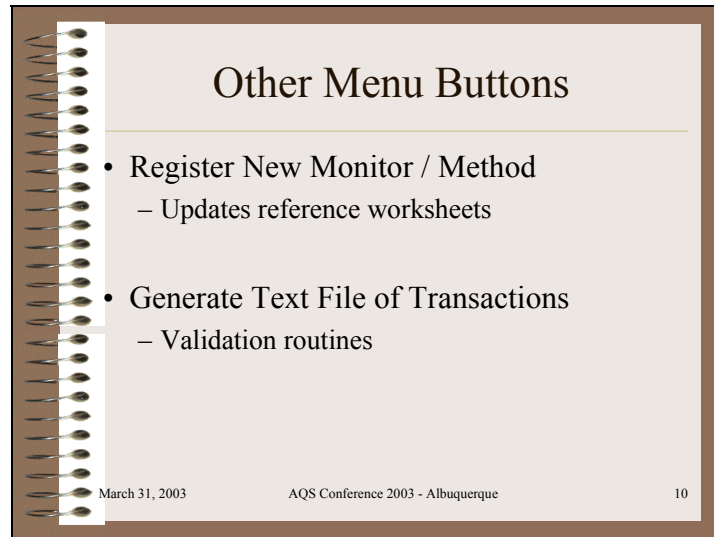 Other Menu Buttons
• Register New Monitor / Method
– Updates reference worksheets
• Generate Text File of Transactions
– Validation routines
March 31, 2003
AQS Conference 2003 - Albuquerque
10